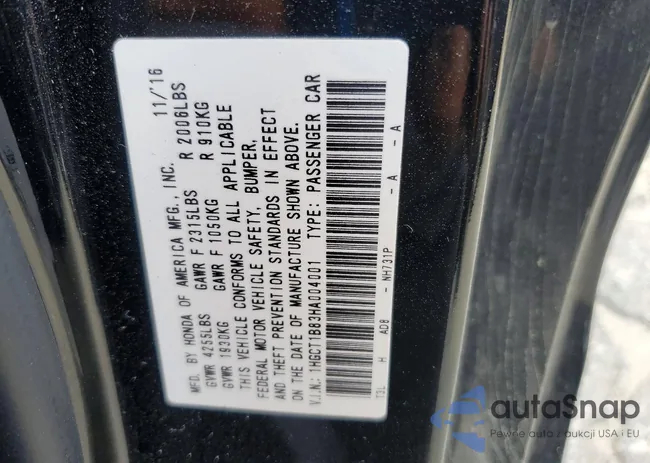 MFD. BY HONDA OF AMERICA MFG., INC. 11/'16
GVWR 4255LBS GAWR F 2315LBS R 2006LBS
GVWR 1930KG GAWR F 1050KG R 910KG
THIS VEHICLE CONFORMS TO ALL APPLICABLE
FEDERAL MOTOR VEHICLE SAFETY, BUMPER,
AND THEFT PREVENTION STANDARDS IN EFFECT
ON THE DATE OF MANUFACTURE SHOWN ABOVE.
V.I.N.: 1HGCT1B83HA004001 TYPE: PASSENGER CAR
T3L H AD8 - NH731P - A - A
autaSnap
Pewne auta z aukcji USA i EU